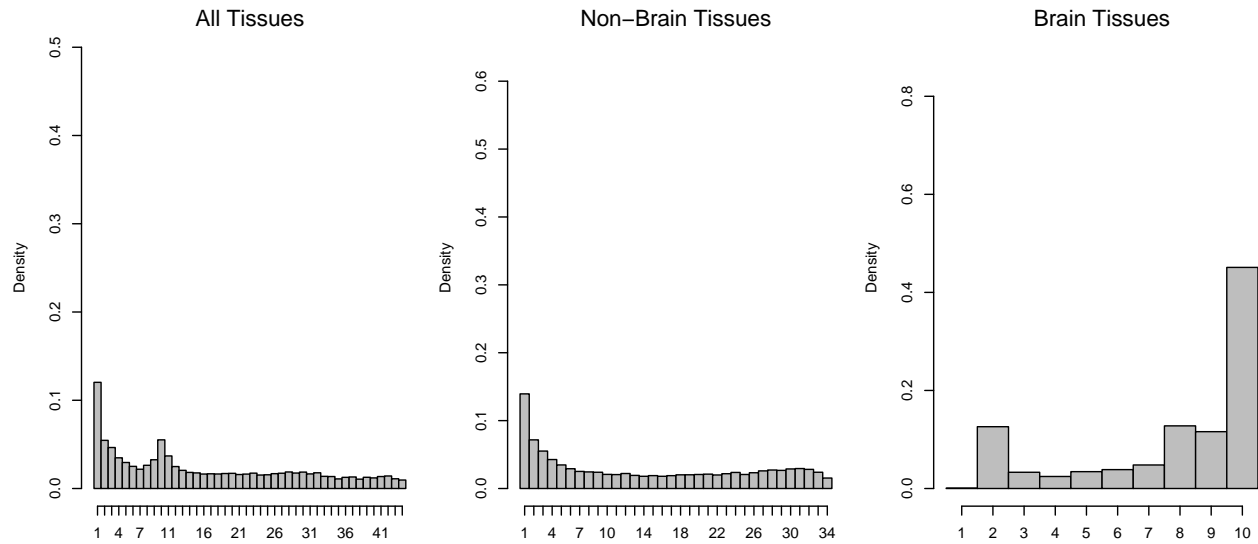 All Tissues
Density
0.0 0.1 0.2 0.3 0.4 0.5
1 4 7 11 16 21 26 31 36 41
Non−Brain Tissues
Density
0.0 0.1 0.2 0.3 0.4 0.5 0.6
1 4 7 10 14 18 22 26 30 34
Brain Tissues
Density
0.0 0.2 0.4 0.6 0.8
1 2 3 4 5 6 7 8 9 10